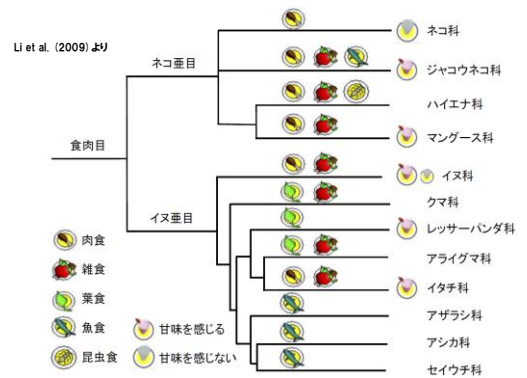 Li et al. (2009) より
ネコ科
ネコ亜目
ジャコウネコ科
ハイエナ科
マングース科
食肉目
イヌ科
イヌ亜目
クマ科
レッサーパンダ科
アライグマ科
イタチ科
アザラシ科
アシカ科
セイウチ科
肉食
雑食
葉食
魚食
昆虫食
甘味を感じる
甘味を感じない